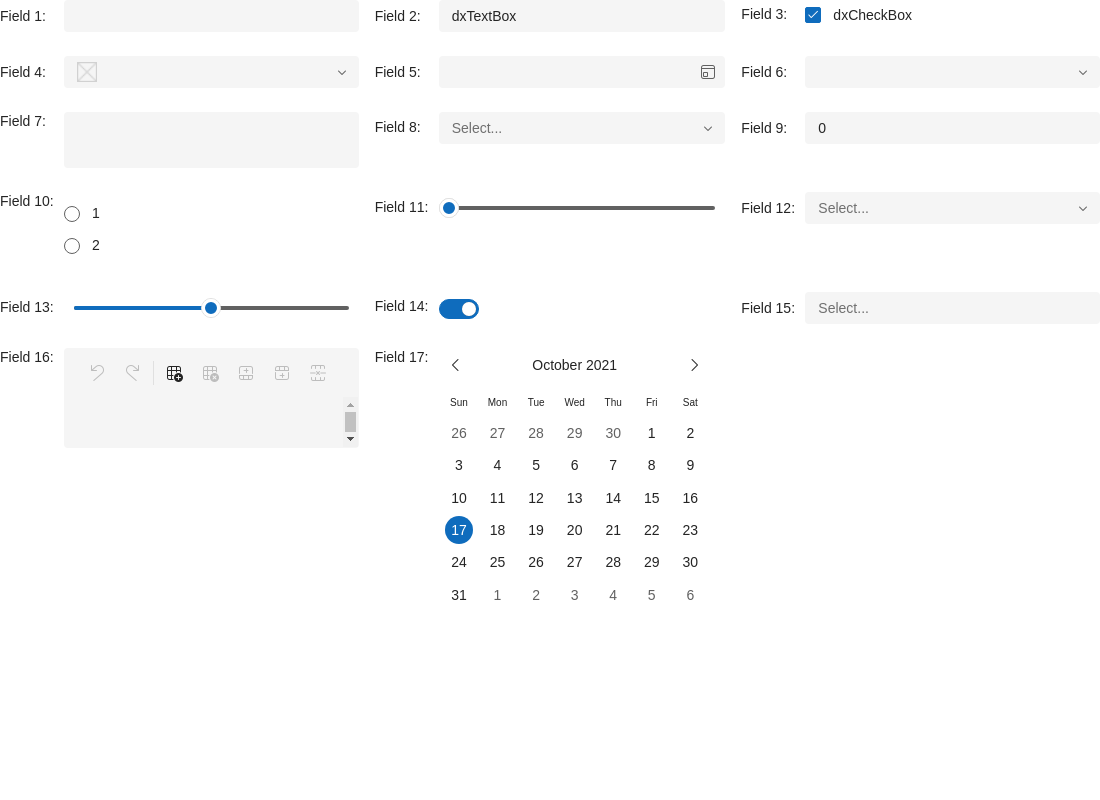 Field 1:
Field 2: dxTextBox
Field 3: dxCheckBox
Field 4:
Field 5:
Field 6:
Field 7:
Field 8: Select...
Field 9: 0
Field 10:
1
2
Field 11:
Field 12: Select...
Field 13:
Field 14:
Field 15: Select...
Field 16:
Field 17:
October 2021
Sun Mon Tue Wed Thu Fri Sat
26 27 28 29 30 1 2
3 4 5 6 7 8 9
10 11 12 13 14 15 16
17 18 19 20 21 22 23
24 25 26 27 28 29 30
31 1 2 3 4 5 6